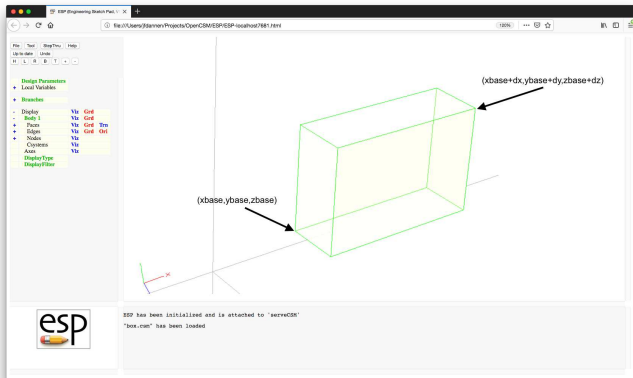 ESP (Engineering Sketch Pad, l
file:///Users/jfdannen/Projects/OpenCSM/ESP/ESP-localhost7681.html
100%
File Tool StepThru Help
Up to date Undo
H L R B T + -
Design Parameters
+ Local Variables
+ Branches
- Display Viz Grd
- Body 1 Viz Grd
+ Faces Viz Grd Trn
+ Edges Viz Grd Ori
+ Nodes Viz
Csystems Viz
Axes Viz
DisplayType
DisplayFilter
(xbase+dx,ybase+dy,zbase+dz)
(xbase,ybase,zbase)
X
esp
ESP has been initialized and is attached to 'serveCSM'
"box.csm" has been loaded